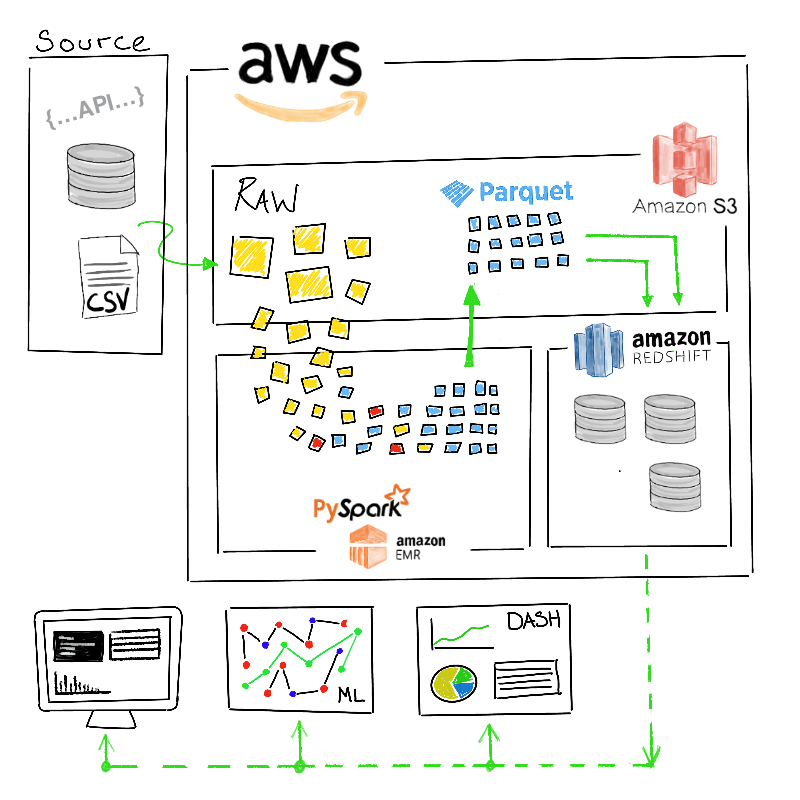 Source
aws
{...API...}
CSV
RAW
Parquet
Amazon S3
PySpark
amazon
EMR
amazon
REDSHIFT
ML
DASH